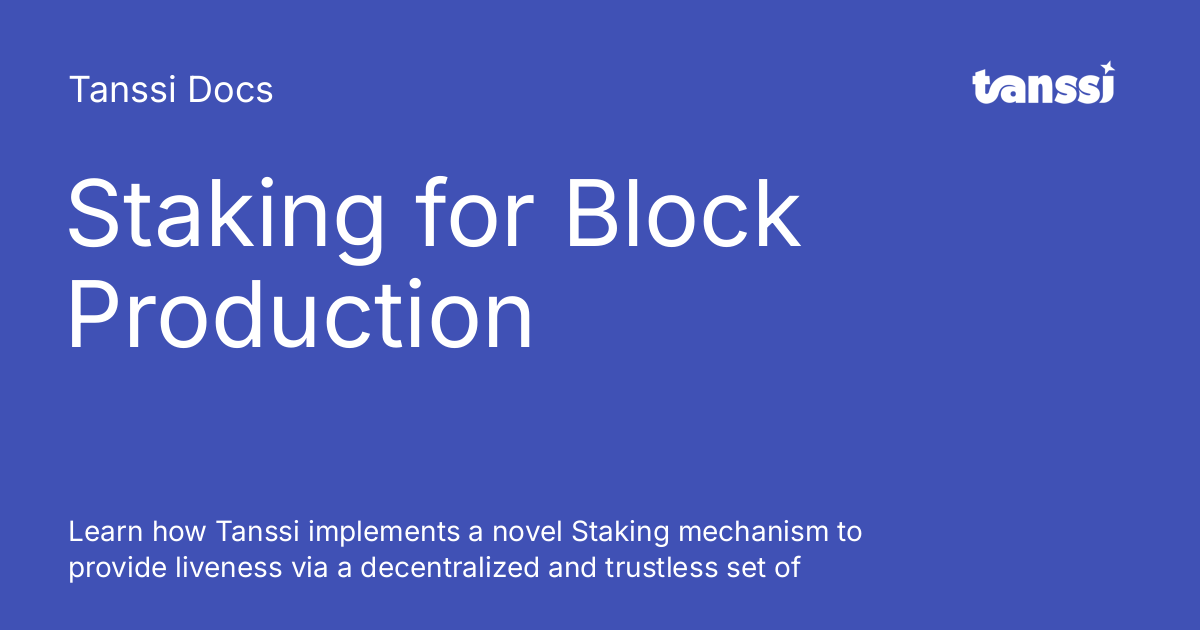 Tanssi Docs
tanssi
Staking for Block
Production
Learn how Tanssi implements a novel Staking mechanism to
provide liveness via a decentralized and trustless set of